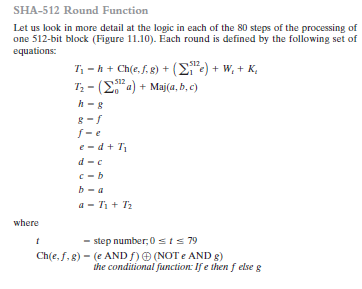 SHA-512 Round Function
Let us look in more detail at the logic in each of the 80 steps of the processing of
one 512-bit block (Figure 11.10). Each round is defined by the following set of
equations:
T₁ = h + Ch(e, f, g) + (∑₁⁵¹² e) + Wₜ + Kₜ
T₂ = (∑₀⁵¹² a) + Maj(a, b, c)
h = g
g = f
f = e
e = d + T₁
d = c
c = b
b = a
a = T₁ + T₂
where
t = step number; 0 ≤ t ≤ 79
Ch(e, f, g) = (e AND f) ⊕ (NOT e AND g)
the conditional function: If e then f else g